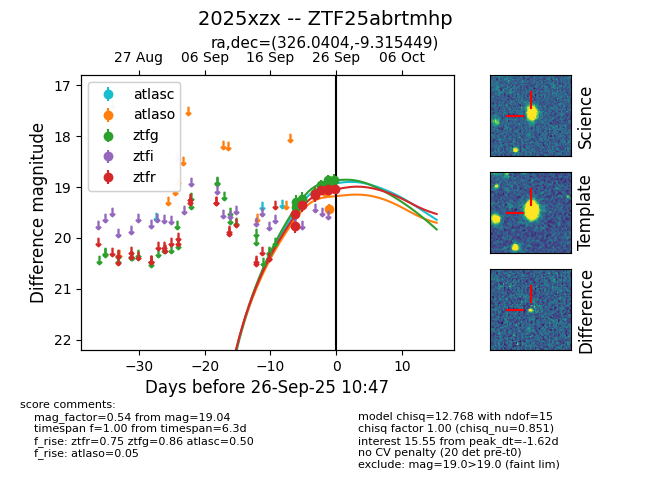 2025xzx -- ZTF25abrtmhp
ra,dec=(326.0404,-9.315449)
27 Aug 06 Sep 16 Sep 26 Sep 06 Oct
atlasc
atlaso
ztfg
ztfi
ztfr
17
18
19
20
21
22
Difference magnitude
−30 −20 −10 0 10
Days before 26-Sep-25 10:47
Science
Template
Difference
score comments:
mag_factor=0.54 from mag=19.04
timespan f=1.00 from timespan=6.3d
f_rise: ztfr=0.75 ztfg=0.86 atlasc=0.50
f_rise: atlaso=0.05
model chisq=12.768 with ndof=15
chisq factor 1.00 (chisq_nu=0.851)
interest 15.55 from peak_dt=-1.62d
no CV penalty (20 det pre-t0)
exclude: mag=19.0>19.0 (faint lim)